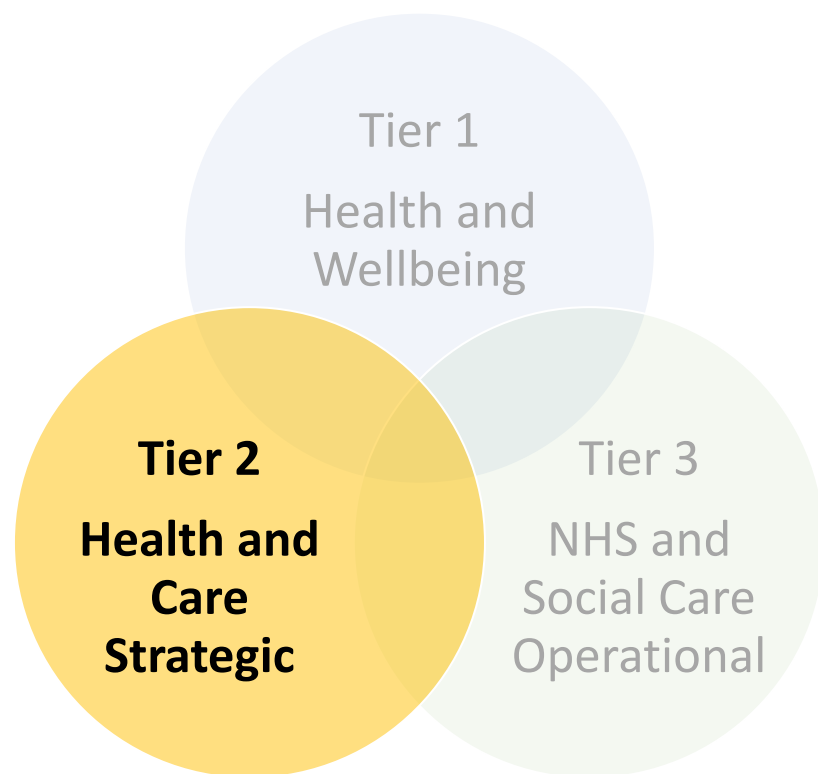 Tier 1
Health and
Wellbeing
Tier 2
Health and
Care
Strategic
Tier 3
NHS and
Social Care
Operational